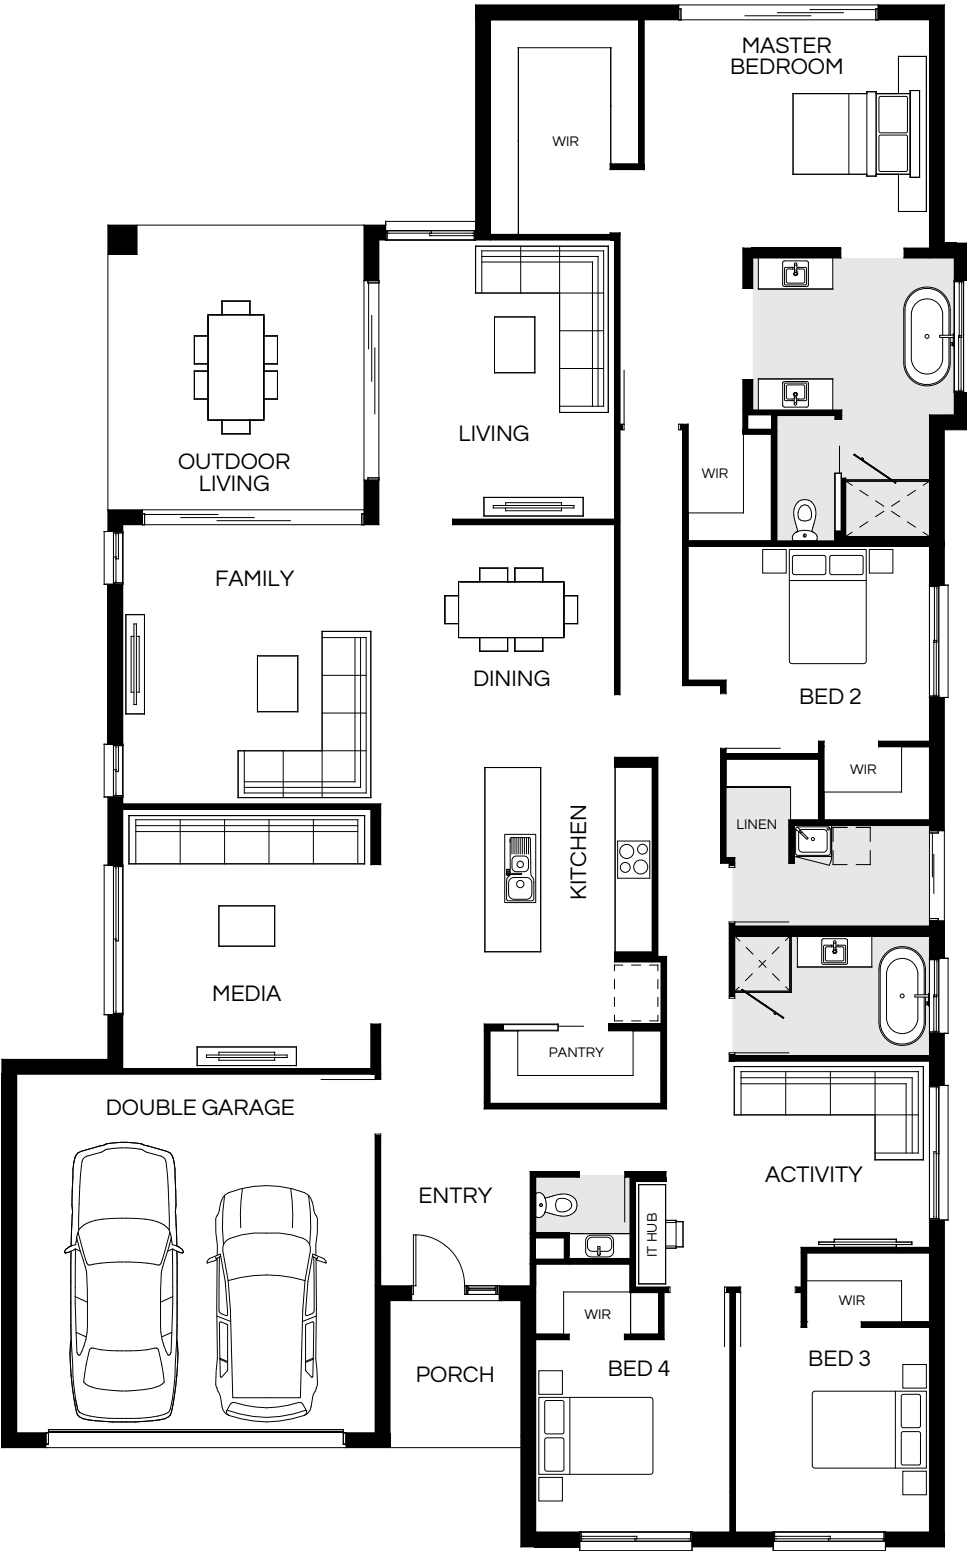 MASTER
BEDROOM
WIR
LIVING
OUTDOOR
LIVING
WIR
FAMILY
DINING
BED 2
WIR
KITCHEN
LINEN
MEDIA
PANTRY
DOUBLE GARAGE
ACTIVITY
ENTRY
IT HUB
WIR
WIR
BED 4
BED 3
PORCH